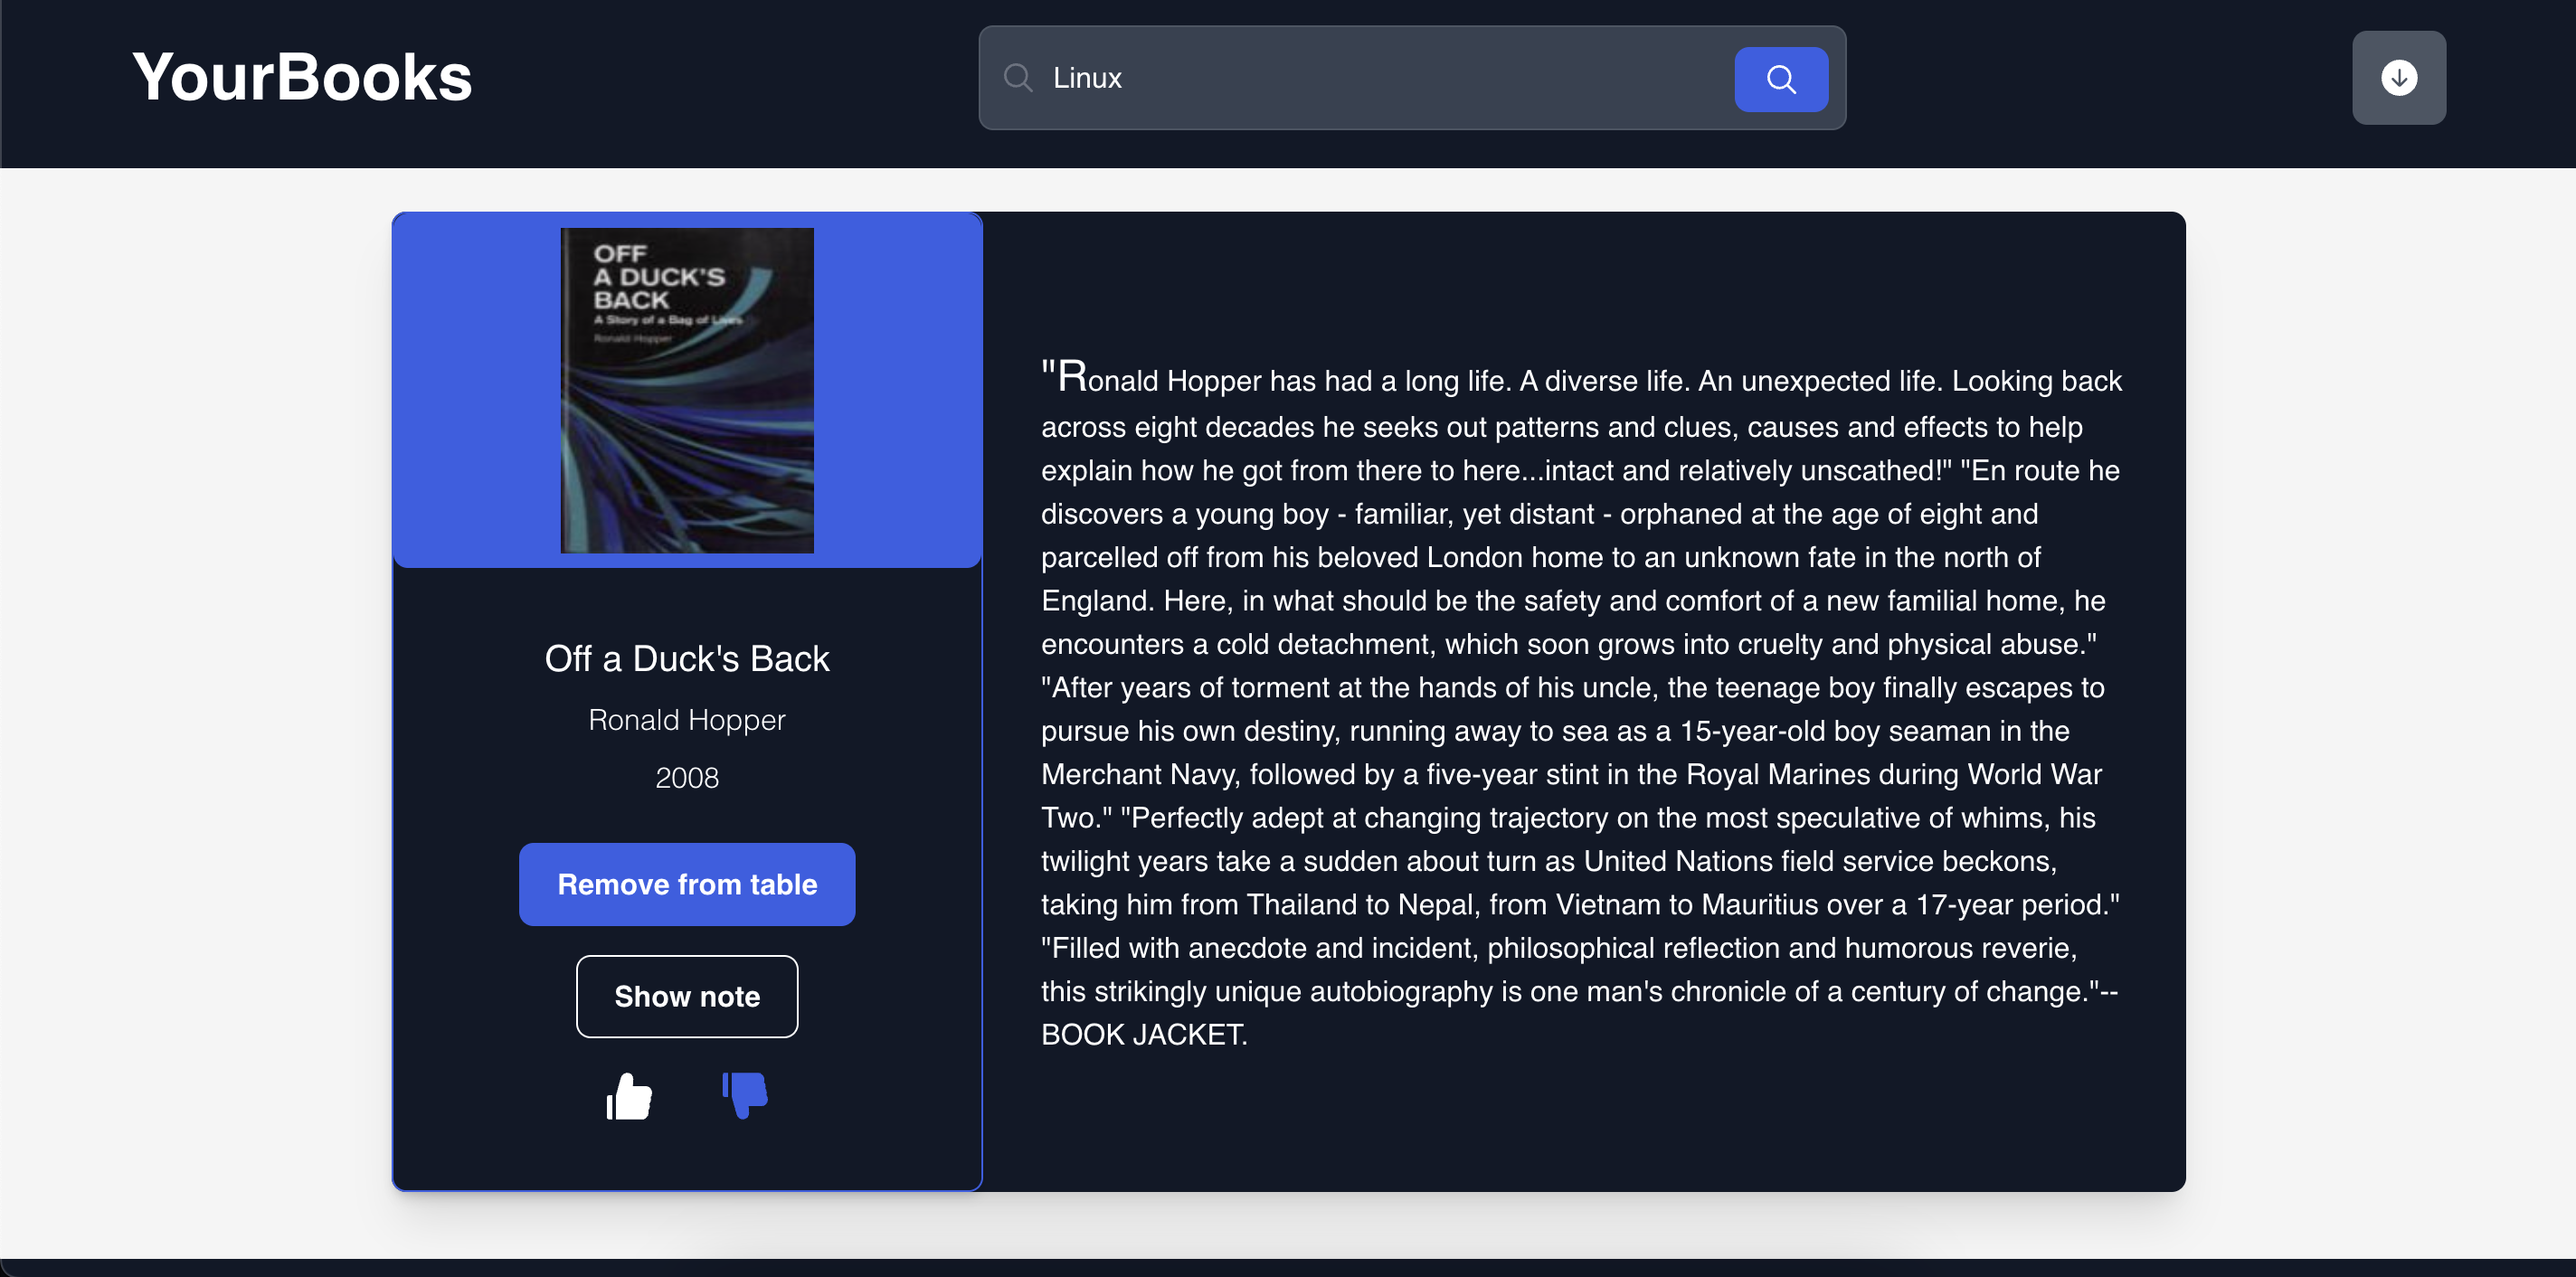 YourBooks
Linux
OFF
A DUCK'S
BACK
A Story of a Bag of Lives
Ronald Hopper
Off a Duck's Back
Ronald Hopper
2008
Remove from table
Show note
"Ronald Hopper has had a long life. A diverse life. An unexpected life. Looking back
across eight decades he seeks out patterns and clues, causes and effects to help
explain how he got from there to here...intact and relatively unscathed!" "En route he
discovers a young boy - familiar, yet distant - orphaned at the age of eight and
parcelled off from his beloved London home to an unknown fate in the north of
England. Here, in what should be the safety and comfort of a new familial home, he
encounters a cold detachment, which soon grows into cruelty and physical abuse."
"After years of torment at the hands of his uncle, the teenage boy finally escapes to
pursue his own destiny, running away to sea as a 15-year-old boy seaman in the
Merchant Navy, followed by a five-year stint in the Royal Marines during World War
Two." "Perfectly adept at changing trajectory on the most speculative of whims, his
twilight years take a sudden about turn as United Nations field service beckons,
taking him from Thailand to Nepal, from Vietnam to Mauritius over a 17-year period."
"Filled with anecdote and incident, philosophical reflection and humorous reverie,
this strikingly unique autobiography is one man's chronicle of a century of change."--
BOOK JACKET.